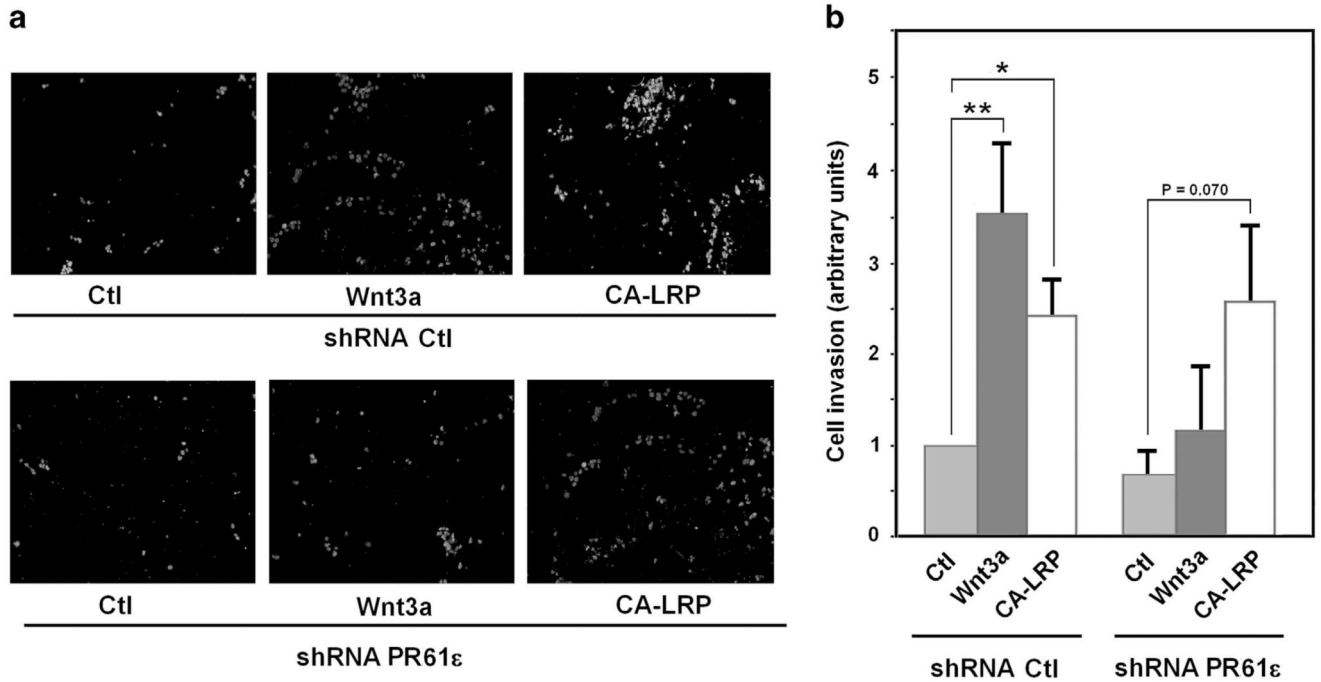 a
Ctl Wnt3a CA-LRP
shRNA Ctl
Ctl Wnt3a CA-LRP
shRNA PR61ε
b
Cell invasion (arbitrary units)
5
4
3
2
1
0
*
**
P = 0.070
Ctl Wnt3a CA-LRP Ctl Wnt3a CA-LRP
shRNA Ctl shRNA PR61ε